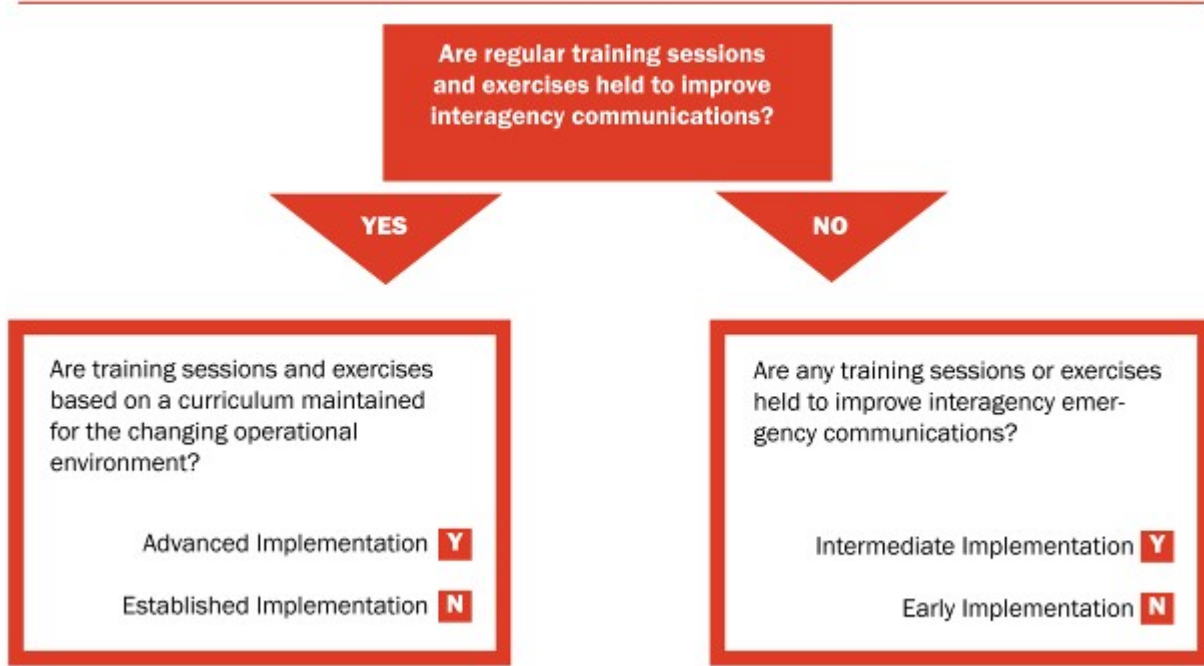 Are regular training sessions
and exercises held to improve
interagency communications?
YES
NO
Are training sessions and exercises
based on a curriculum maintained
for the changing operational
environment?
Advanced Implementation Y
Established Implementation N
Are any training sessions or exercises
held to improve interagency emer-
gency communications?
Intermediate Implementation Y
Early Implementation N